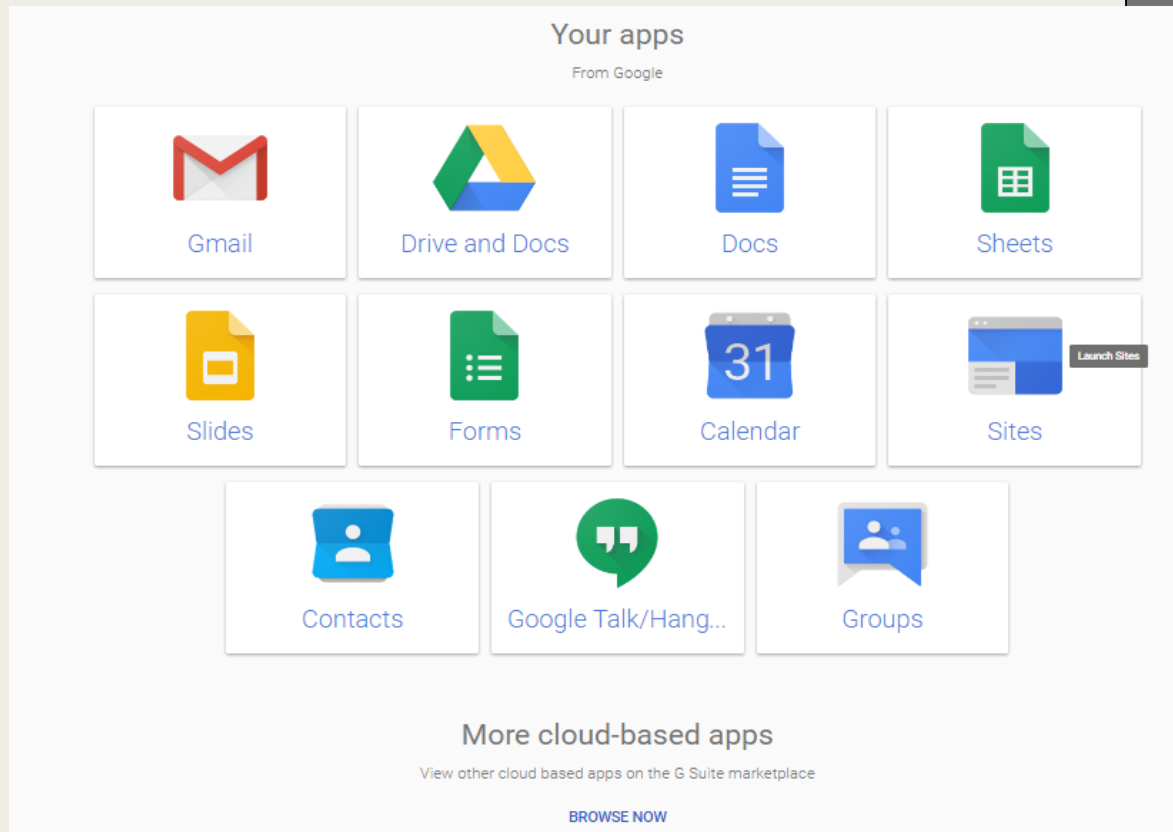 Your apps
From Google
Gmail Drive and Docs Docs Sheets
31
Launch Sites
Slides Forms Calendar Sites
Contacts Google Talk/Hang... Groups
More cloud-based apps
View other cloud based apps on the G Suite marketplace
BROWSE NOW